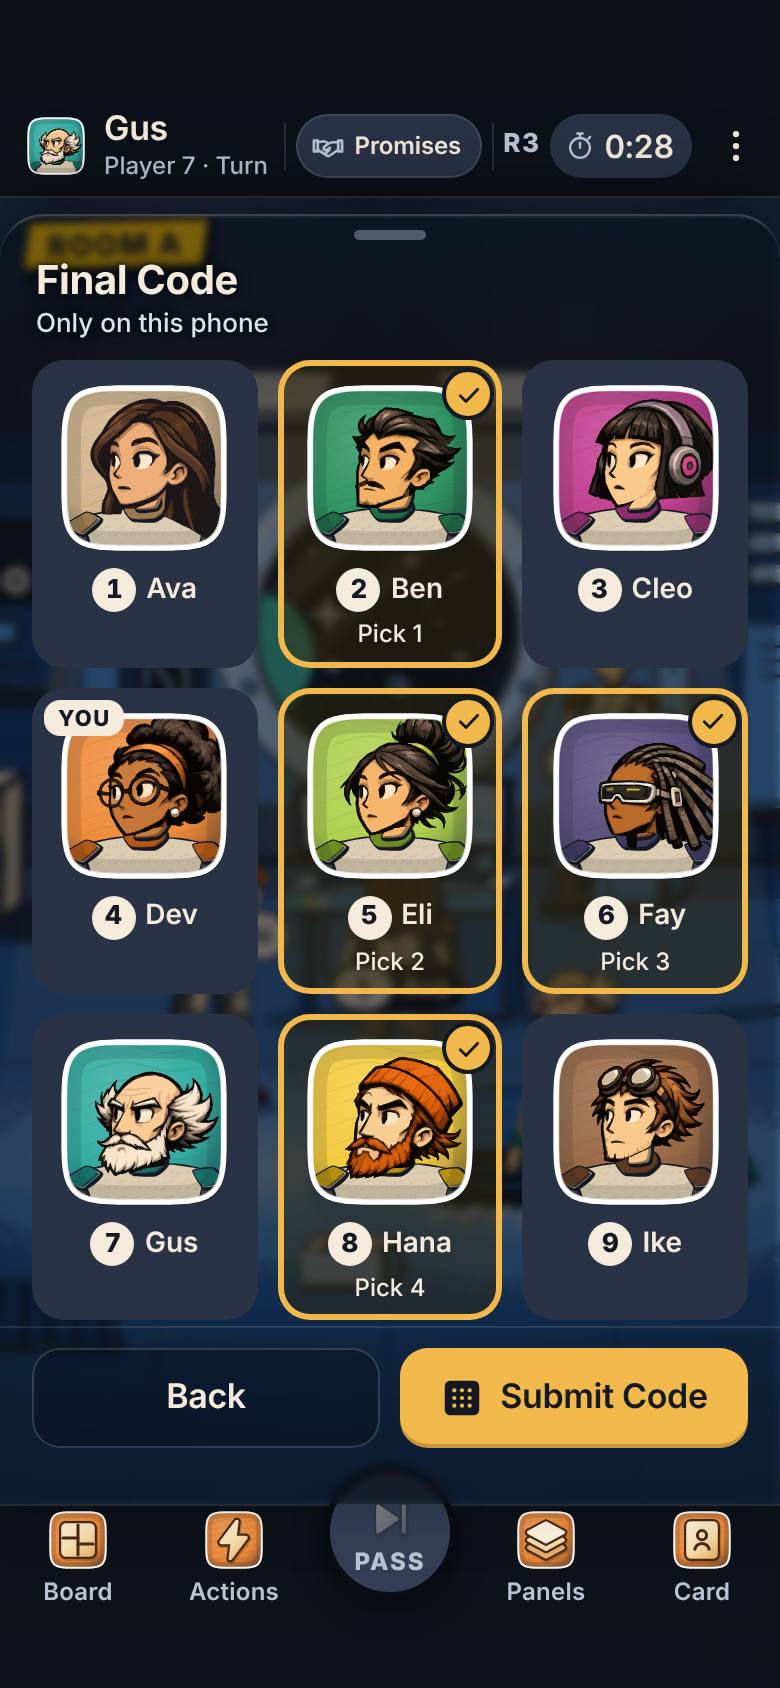 Gus
Player 7 · Turn
Promises
R3
0:28
ROOM A
Final Code
Only on this phone
1 Ava
2 Ben
Pick 1
3 Cleo
YOU
4 Dev
5 Eli
Pick 2
6 Fay
Pick 3
7 Gus
8 Hana
Pick 4
9 Ike
Back
Submit Code
Board
Actions
PASS
Panels
Card